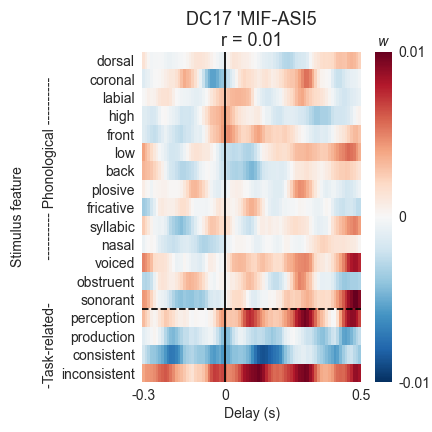 DC17 'MIF-ASI5
r = 0.01
w
dorsal
coronal
labial
high
front
low
back
plosive
fricative
syllabic
nasal
voiced
obstruent
sonorant
perception
production
consistent
inconsistent
Stimulus feature
-Task-related- ---------- Phonological ----------
0.01
0
-0.01
-0.3 0 0.5
Delay (s)